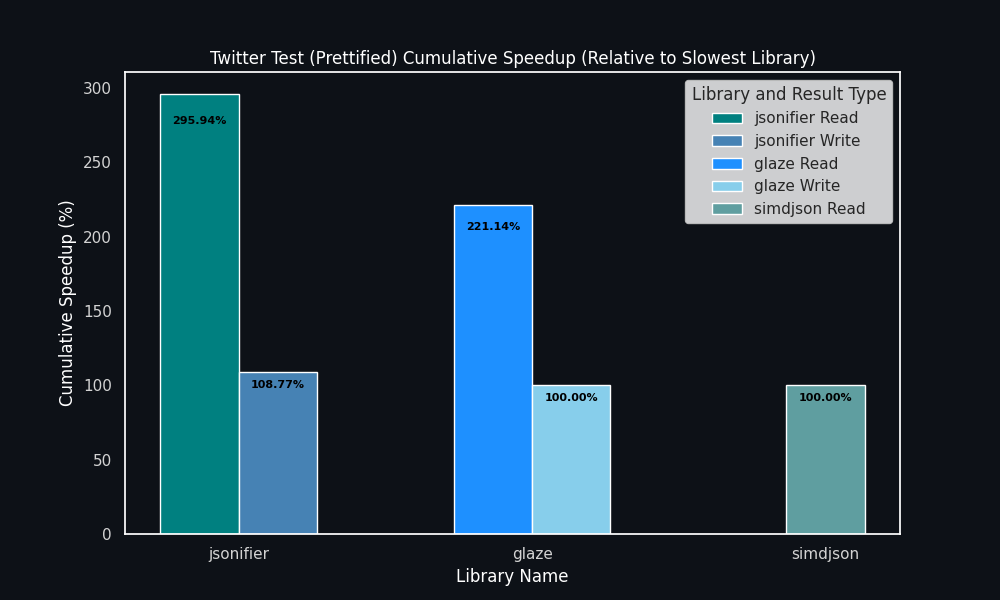 Twitter Test (Prettified) Cumulative Speedup (Relative to Slowest Library)
Cumulative Speedup (%)
300
250
200
150
100
50
0
295.94%
108.77%
221.14%
100.00%
100.00%
Library and Result Type
jsonifier Read
jsonifier Write
glaze Read
glaze Write
simdjson Read
jsonifier
glaze
simdjson
Library Name